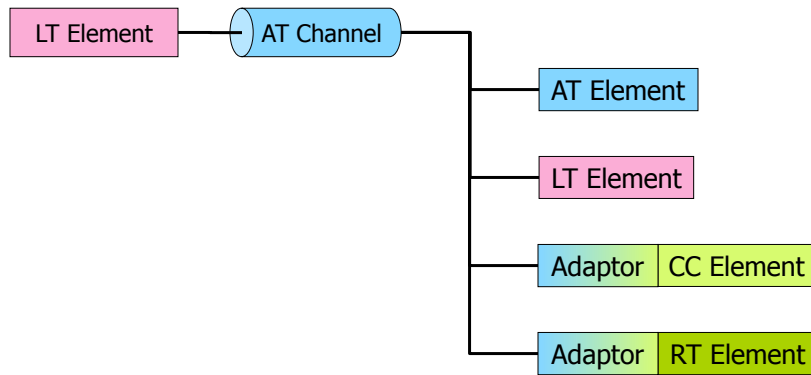 LT Element
AT Channel
AT Element
LT Element
Adaptor CC Element
Adaptor RT Element